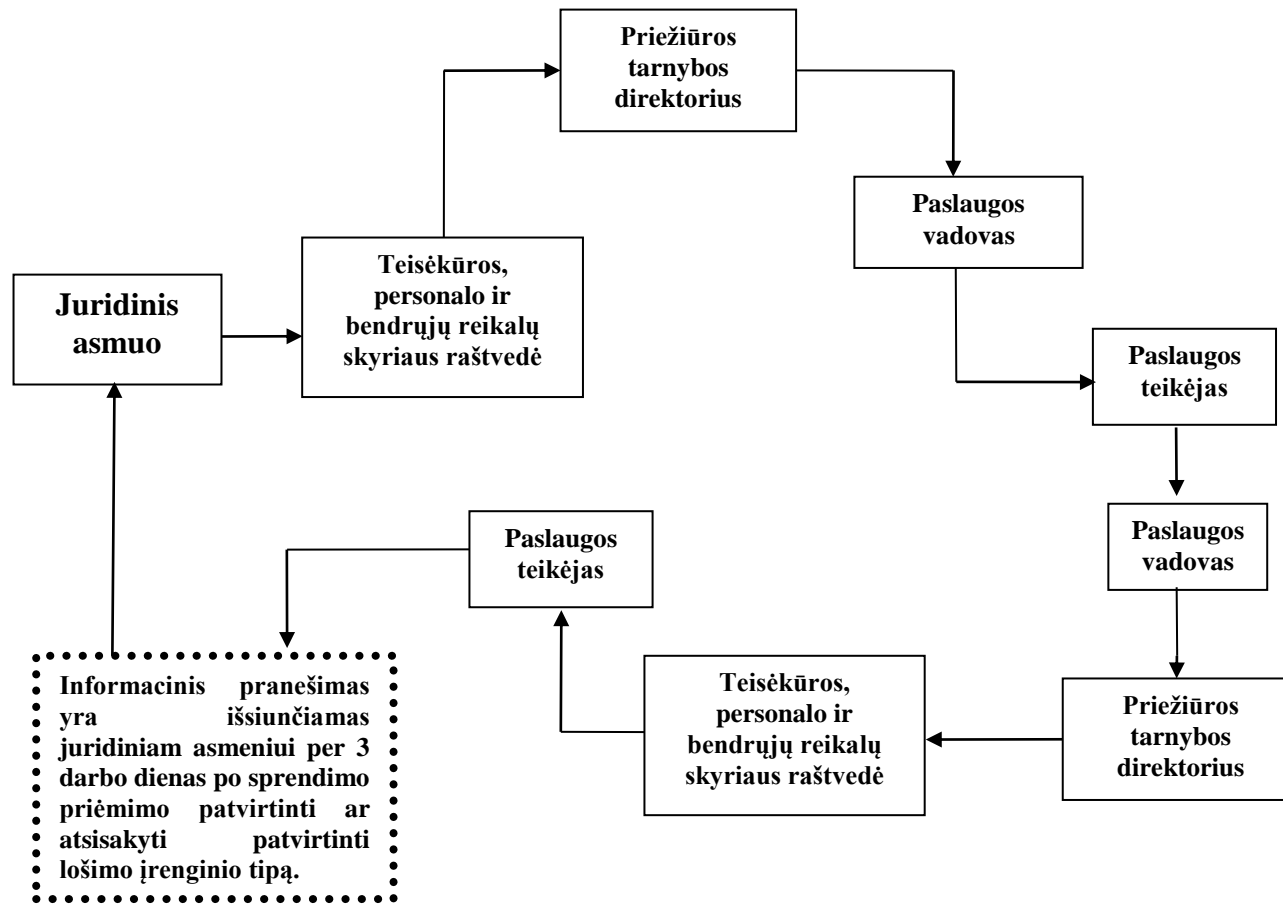 Priežiūros
tarnybos
direktorius
Paslaugos
vadovas
Teisėkūros,
personalo ir
bendrųjų reikalų
skyriaus raštvedė
Juridinis
asmuo
Paslaugos
teikėjas
Paslaugos
vadovas
Paslaugos
teikėjas
Informacinis pranešimas
yra išsiunčiamas
juridiniam asmeniui per 3
darbo dienas po sprendimo
priėmimo patvirtinti ar
atsisakyti patvirtinti
lošimo įrenginio tipą.
Teisėkūros,
personalo ir
bendrųjų reikalų
skyriaus raštvedė
Priežiūros
tarnybos
direktorius